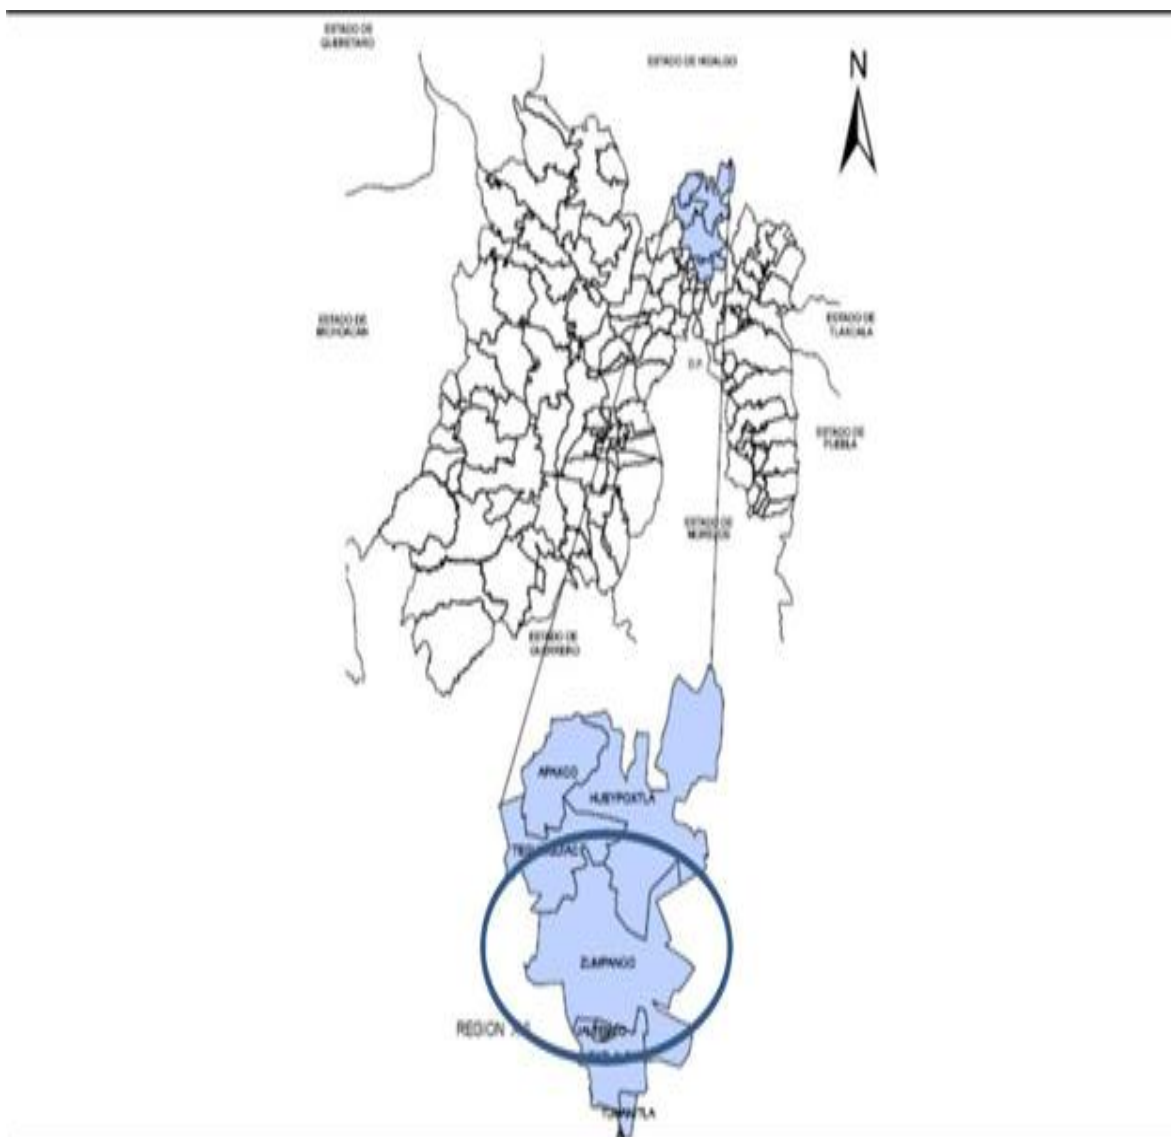 ESTADO DE
QUERETARO
ESTADO DE HIDALGO
N
ESTADO DE
MICHOACAN
ESTADO DE
TLAXCALA
D.F.
ESTADO DE
PUEBLA
ESTADO DE
MORELOS
ESTADO DE
GUERRERO
APAXCO
HUEYPOXTLA
ZUMPANGO
REGION